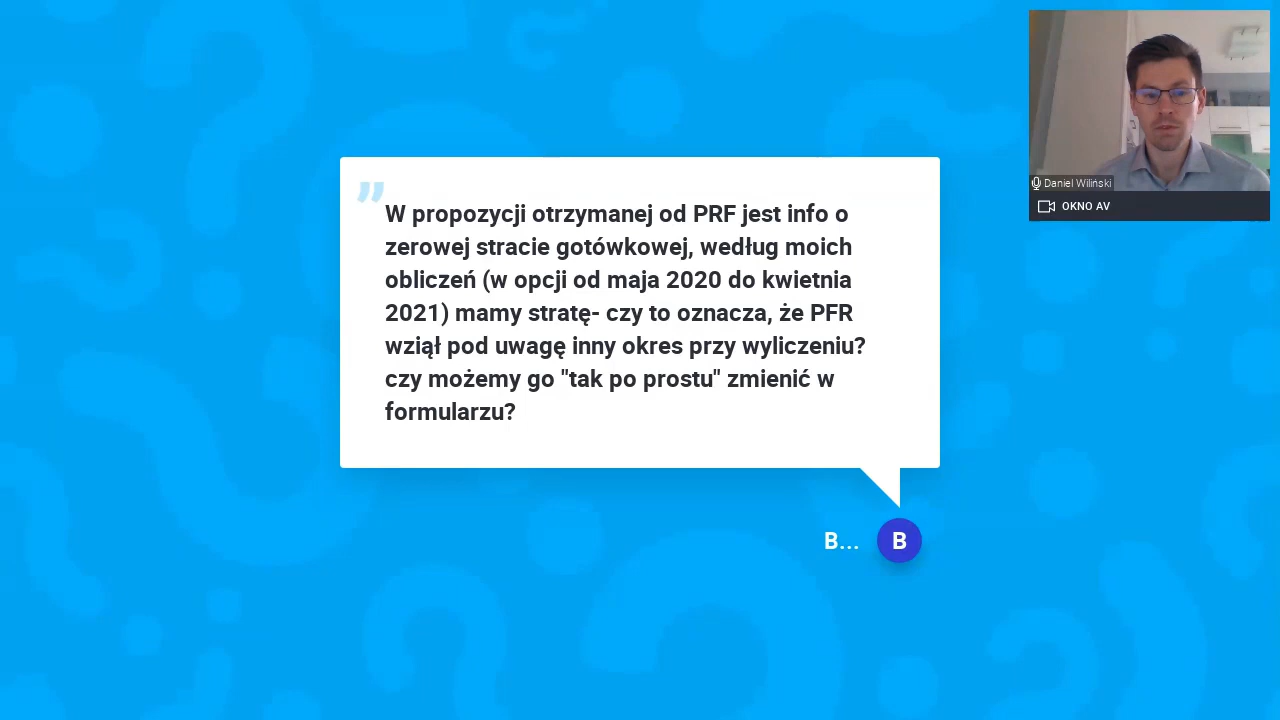 ”
W propozycji otrzymanej od PRF jest info o
zerowej stracie gotówkowej, według moich
obliczeń (w opcji od maja 2020 do kwietnia
2021) mamy stratę- czy to oznacza, że PFR
wziął pod uwagę inny okres przy wyliczeniu?
czy możemy go "tak po prostu" zmienić w
formularzu?
B... B
Daniel Wiliński
OKNO AV